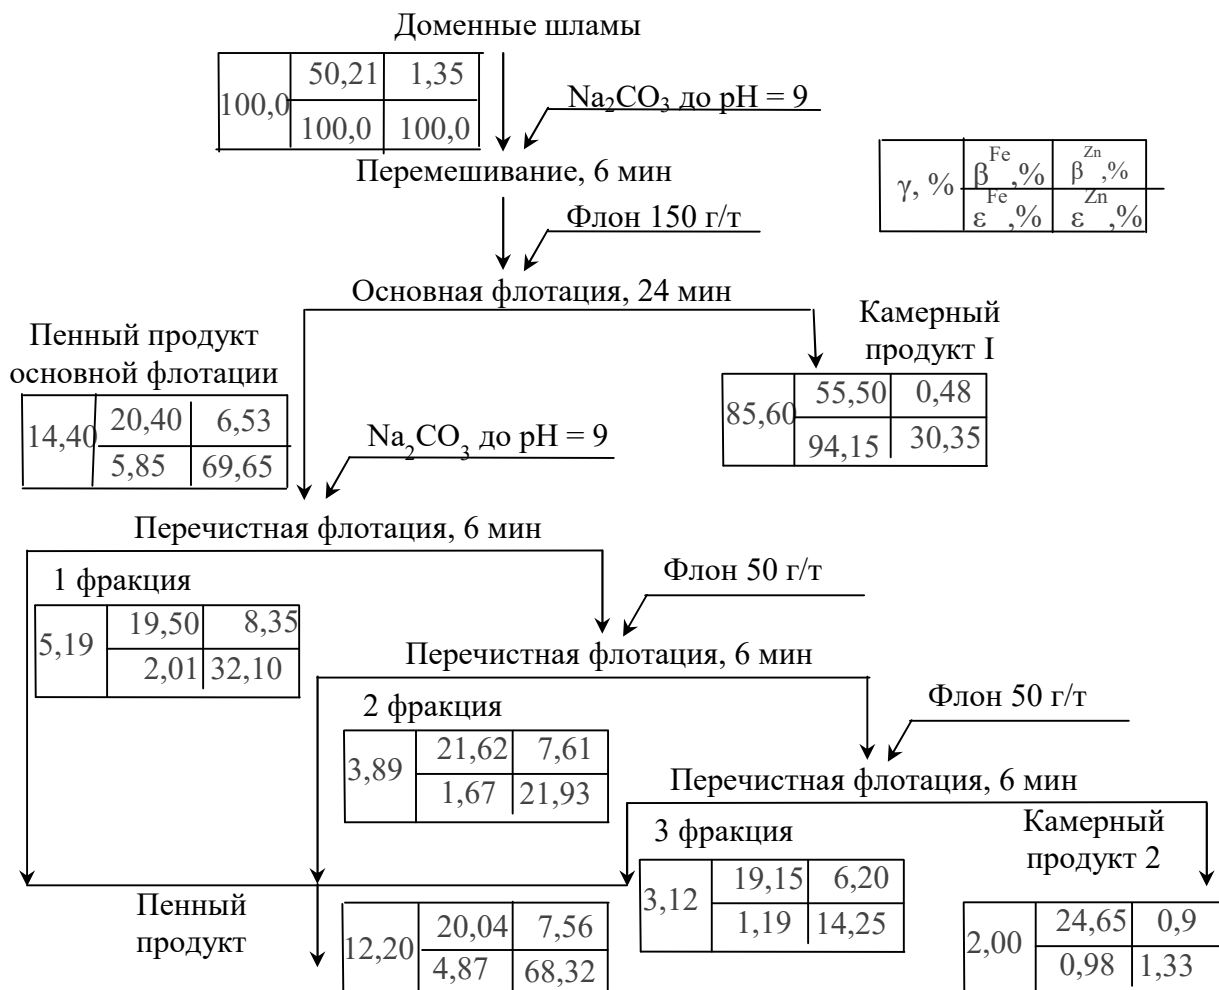 Доменные шламы
100,0 50,21 1,35
100,0 100,0
Na₂CO₃ до pH = 9
Перемешивание, 6 мин
γ, % βFe,% βZn,%
εFe,% εZn,%
Флон 150 г/т
Основная флотация, 24 мин
Пенный продукт
основной флотации
14,40 20,40 6,53
5,85 69,65
Камерный
продукт I
85,60 55,50 0,48
94,15 30,35
Na₂CO₃ до pH = 9
Перечистная флотация, 6 мин
1 фракция
5,19 19,50 8,35
2,01 32,10
Флон 50 г/т
Перечистная флотация, 6 мин
2 фракция
3,89 21,62 7,61
1,67 21,93
Флон 50 г/т
Перечистная флотация, 6 мин
3 фракция
3,12 19,15 6,20
1,19 14,25
Камерный
продукт 2
2,00 24,65 0,9
0,98 1,33
Пенный
продукт
12,20 20,04 7,56
4,87 68,32